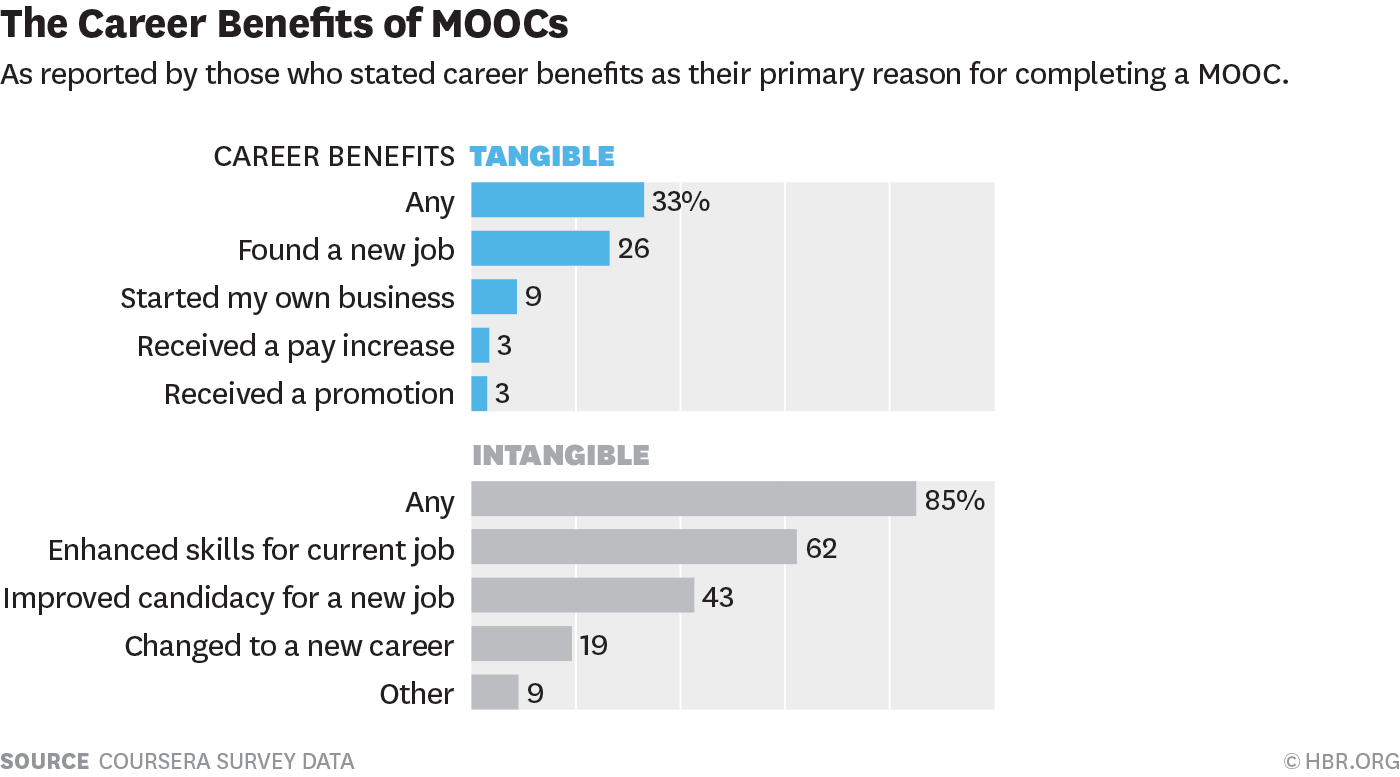 The Career Benefits of MOOCs
As reported by those who stated career benefits as their primary reason for completing a MOOC.
CAREER BENEFITS TANGIBLE
Any 33%
Found a new job 26
Started my own business 9
Received a pay increase 3
Received a promotion 3
INTANGIBLE
Any 85%
Enhanced skills for current job 62
Improved candidacy for a new job 43
Changed to a new career 19
Other 9
SOURCE COURSERA SURVEY DATA © HBR.ORG